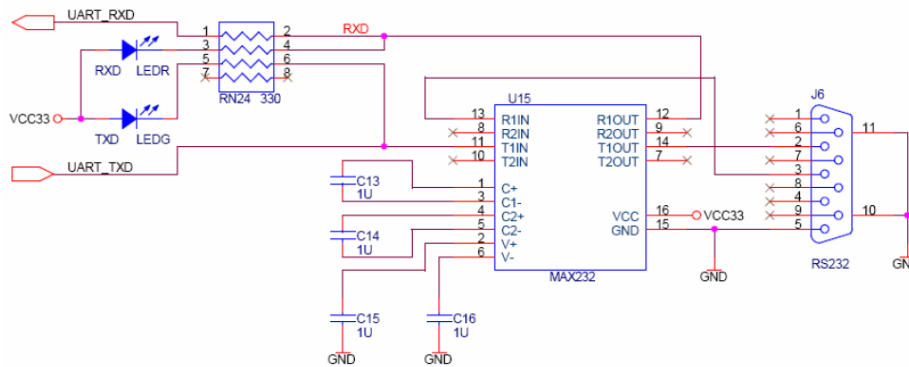 UART_RXD
1 2 RXD
3 4
5 6
7 8
RXD LEDR
RN24 330
VCC33
TXD LEDG
UART_TXD
U15
J6
13 R1IN R1OUT 12
8 R2IN R2OUT 9
11 T1IN T1OUT 14
10 T2IN T2OUT 7
1 C+
3 C1-
4 C2+
5 C2-
2 V+
6 V-
VCC 16 VCC33
GND 15
MAX232
GND
1
6
2
7
3
8
4
9
5
11
10
RS232
GN
C13
1U
C14
1U
C15
1U
GND
C16
1U
GND